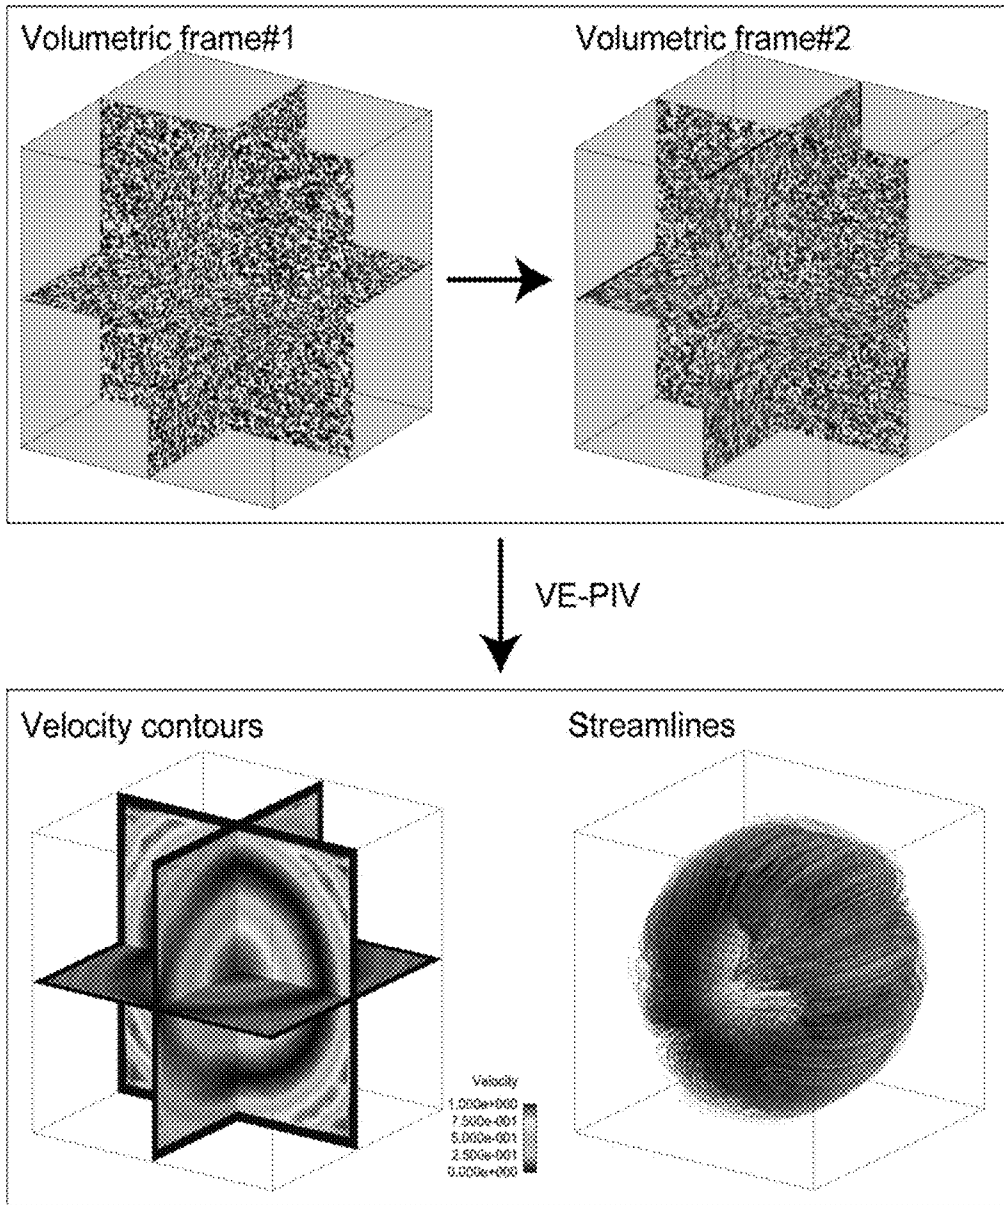 Volumetric frame#1
Volumetric frame#2
VE-PIV
Velocity contours
Streamlines
Velocity
1.000e+000
7.500e-001
5.000e-001
2.500e-001
0.000e+000